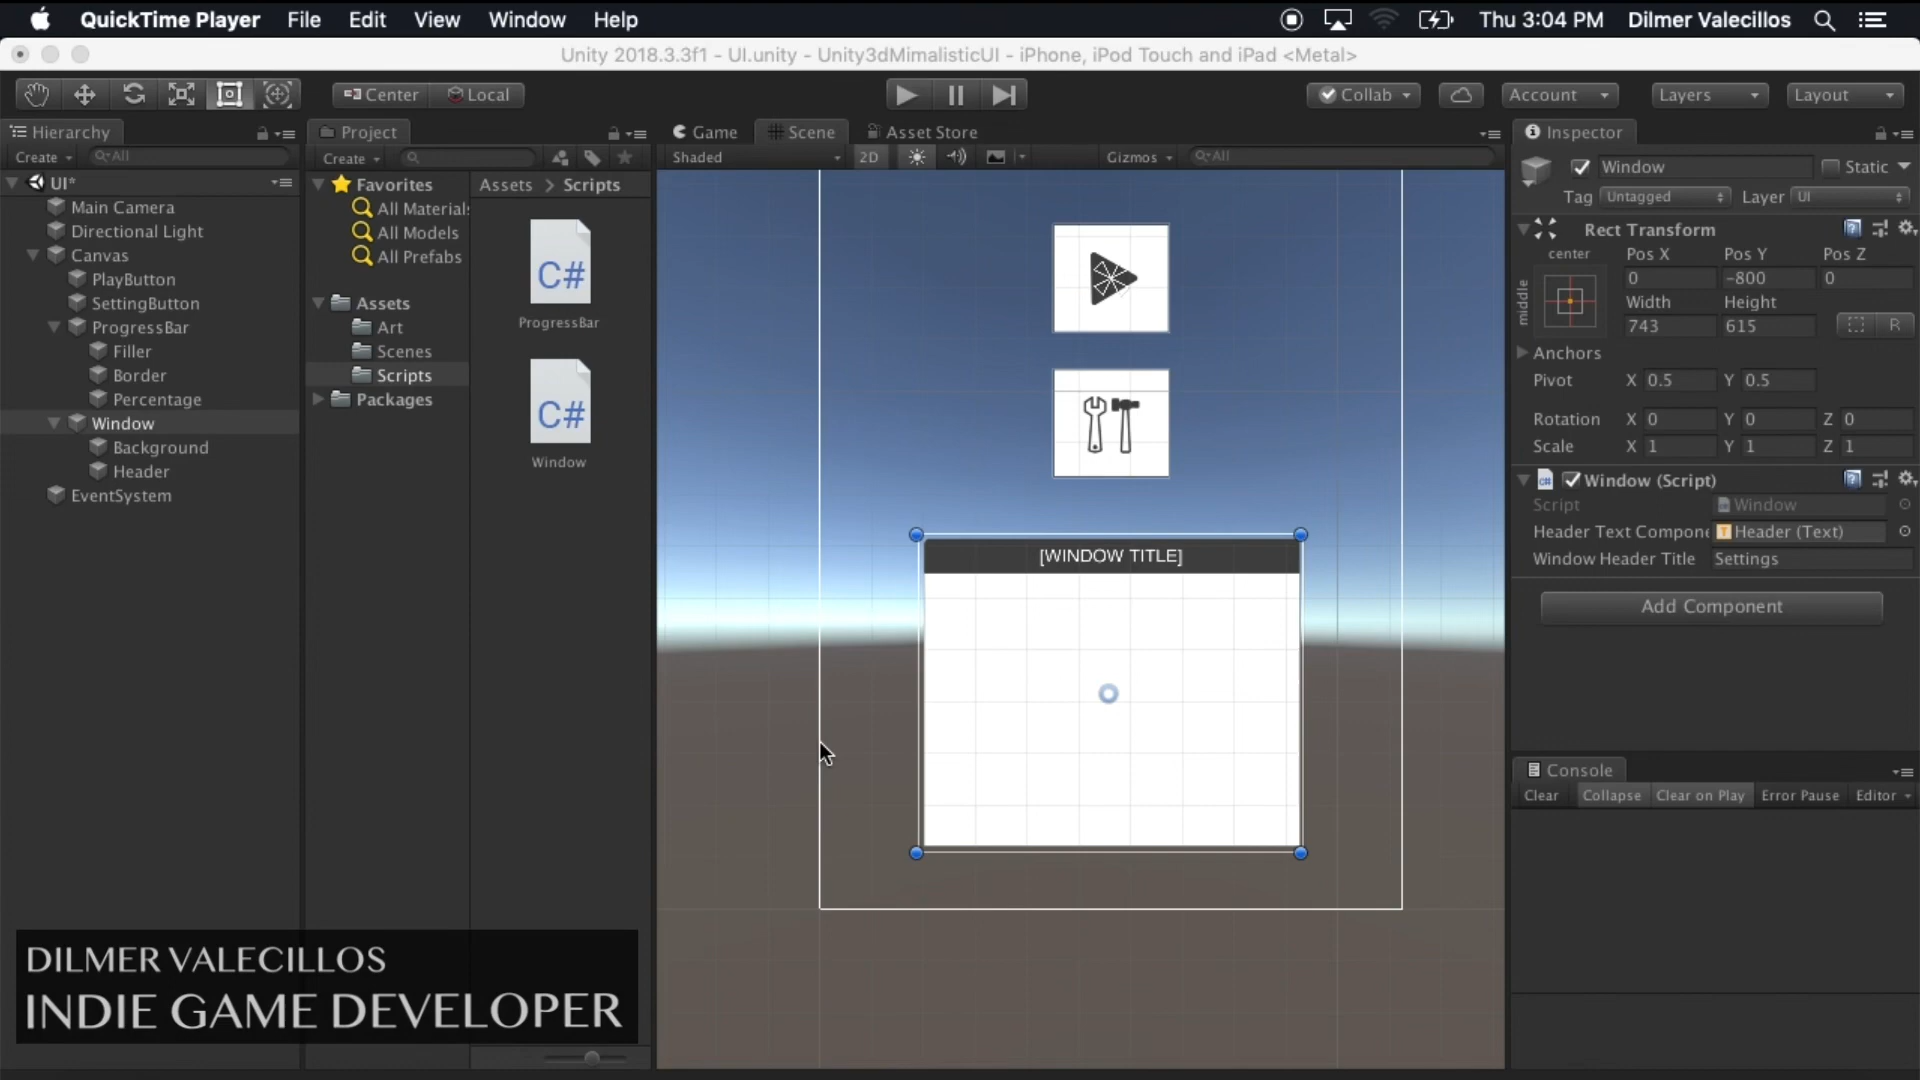 QuickTime Player File Edit View Window Help Thu 3:04 PM Dilmer Valecillos
Unity 2018.3.3f1 - UI.unity - Unity3dMimalisticUI - iPhone, iPod Touch and iPad <Metal>
Center Local Collab Account Layers Layout
Hierarchy
Create All
UI*
Main Camera
Directional Light
Canvas
PlayButton
SettingButton
ProgressBar
Filler
Border
Percentage
Window
Background
Header
EventSystem
Project
Create
Favorites
All Materials
All Models
All Prefabs
Assets
Art
Scenes
Scripts
Packages
Assets > Scripts
C#
ProgressBar
C#
Window
Game Scene Asset Store
Shaded 2D Gizmos All
[WINDOW TITLE]
Inspector
Window Static
Tag Untagged Layer UI
Rect Transform
center Pos X Pos Y Pos Z
middle 0 -800 0
Width Height
743 615 R
Anchors
Pivot X 0.5 Y 0.5
Rotation X 0 Y 0 Z 0
Scale X 1 Y 1 Z 1
C# Window (Script)
Script Window
Header Text Compone Header (Text)
Window Header Title Settings
Add Component
Console
Clear Collapse Clear on Play Error Pause Editor
DILMER VALECILLOS
INDIE GAME DEVELOPER